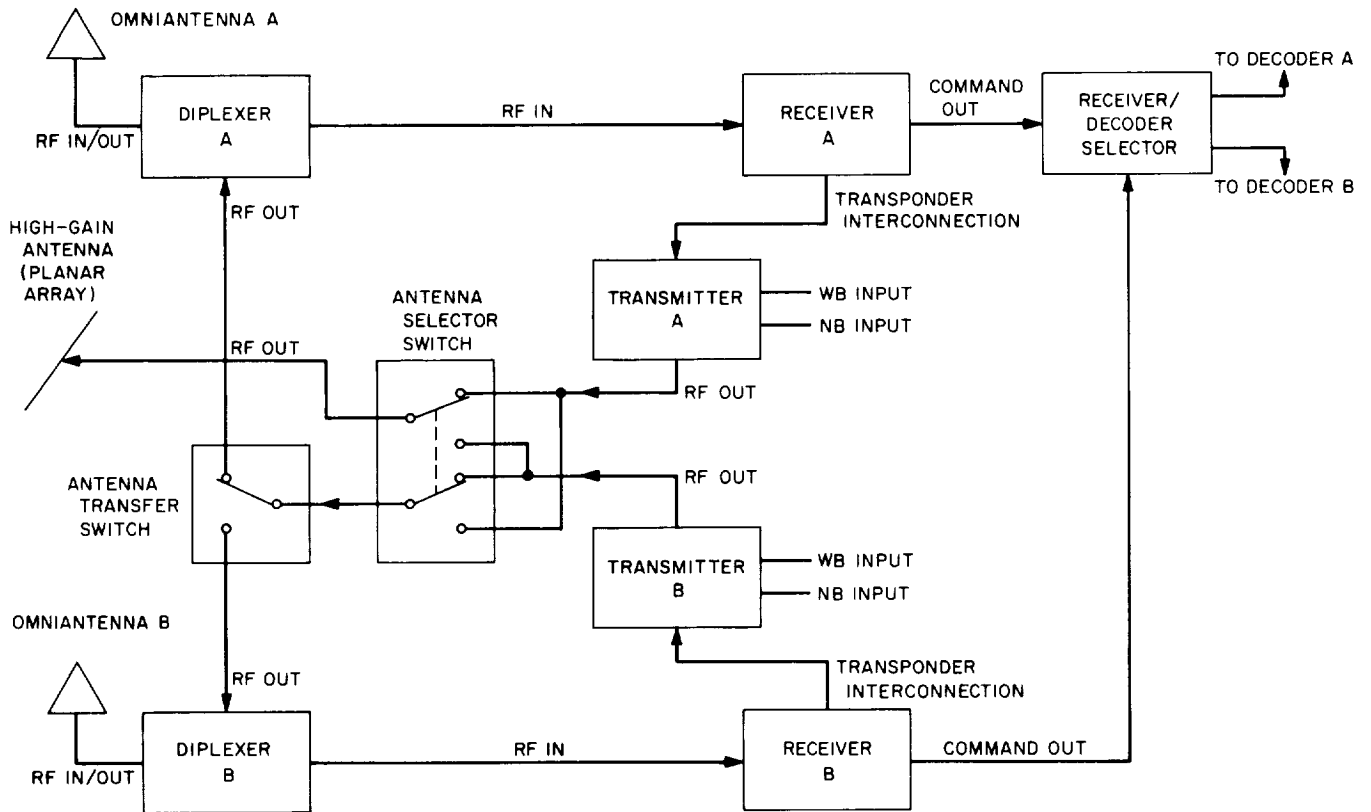 OMNIANTENNA A
DIPLEXER
A
RF IN/OUT
RF IN
RECEIVER
A
COMMAND
OUT
RECEIVER/
DECODER
SELECTOR
TO DECODER A
TO DECODER B
RF OUT
TRANSPONDER
INTERCONNECTION
HIGH-GAIN
ANTENNA
(PLANAR
ARRAY)
RF OUT
ANTENNA
SELECTOR
SWITCH
TRANSMITTER
A
WB INPUT
NB INPUT
RF OUT
ANTENNA
TRANSFER
SWITCH
RF OUT
TRANSMITTER
B
WB INPUT
NB INPUT
OMNIANTENNA B
RF OUT
TRANSPONDER
INTERCONNECTION
DIPLEXER
B
RF IN/OUT
RF IN
RECEIVER
B
COMMAND OUT